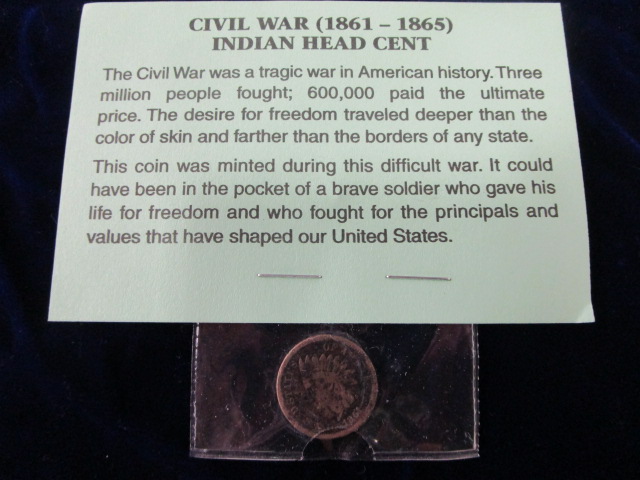 CIVIL WAR (1861 – 1865)
INDIAN HEAD CENT
The Civil War was a tragic war in American history. Three
million people fought; 600,000 paid the ultimate
price. The desire for freedom traveled deeper than the
color of skin and farther than the borders of any state.
This coin was minted during this difficult war. It could
have been in the pocket of a brave soldier who gave his
life for freedom and who fought for the principals and
values that have shaped our United States.